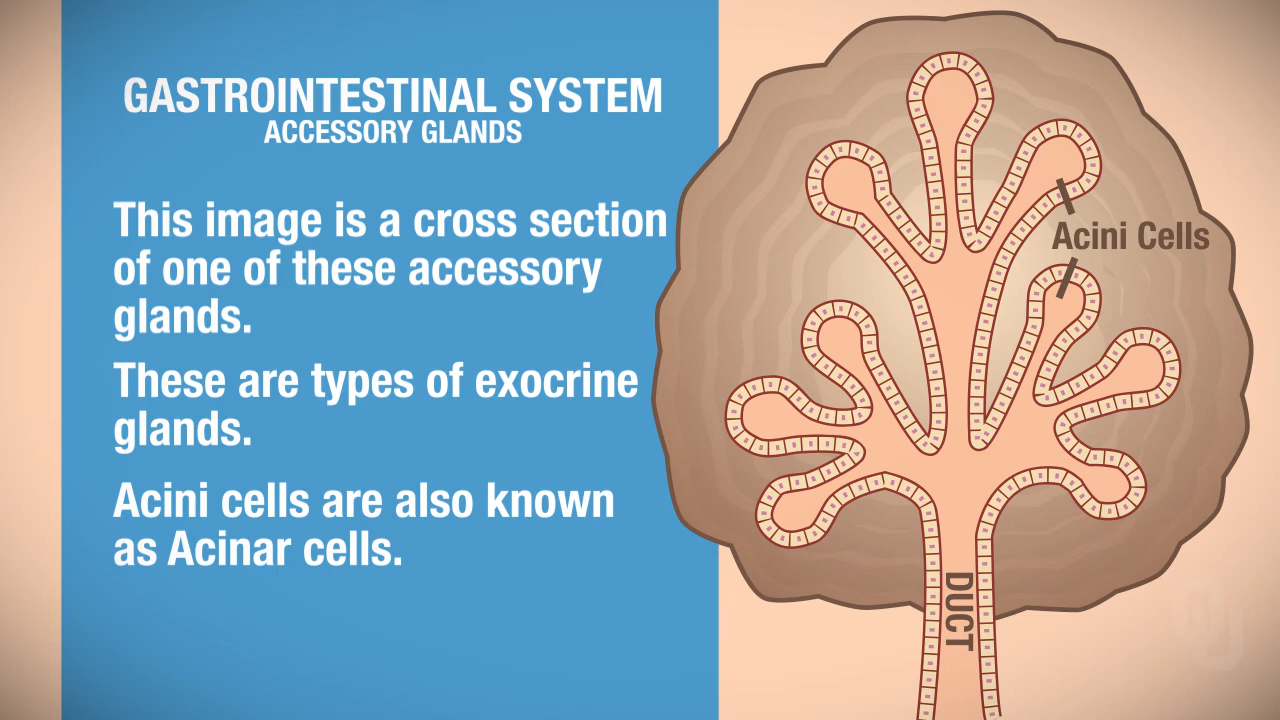 GASTROINTESTINAL SYSTEM
ACCESSORY GLANDS
This image is a cross section
of one of these accessory
glands.
These are types of exocrine
glands.
Acini cells are also known
as Acinar cells.
Acini Cells
DUCT